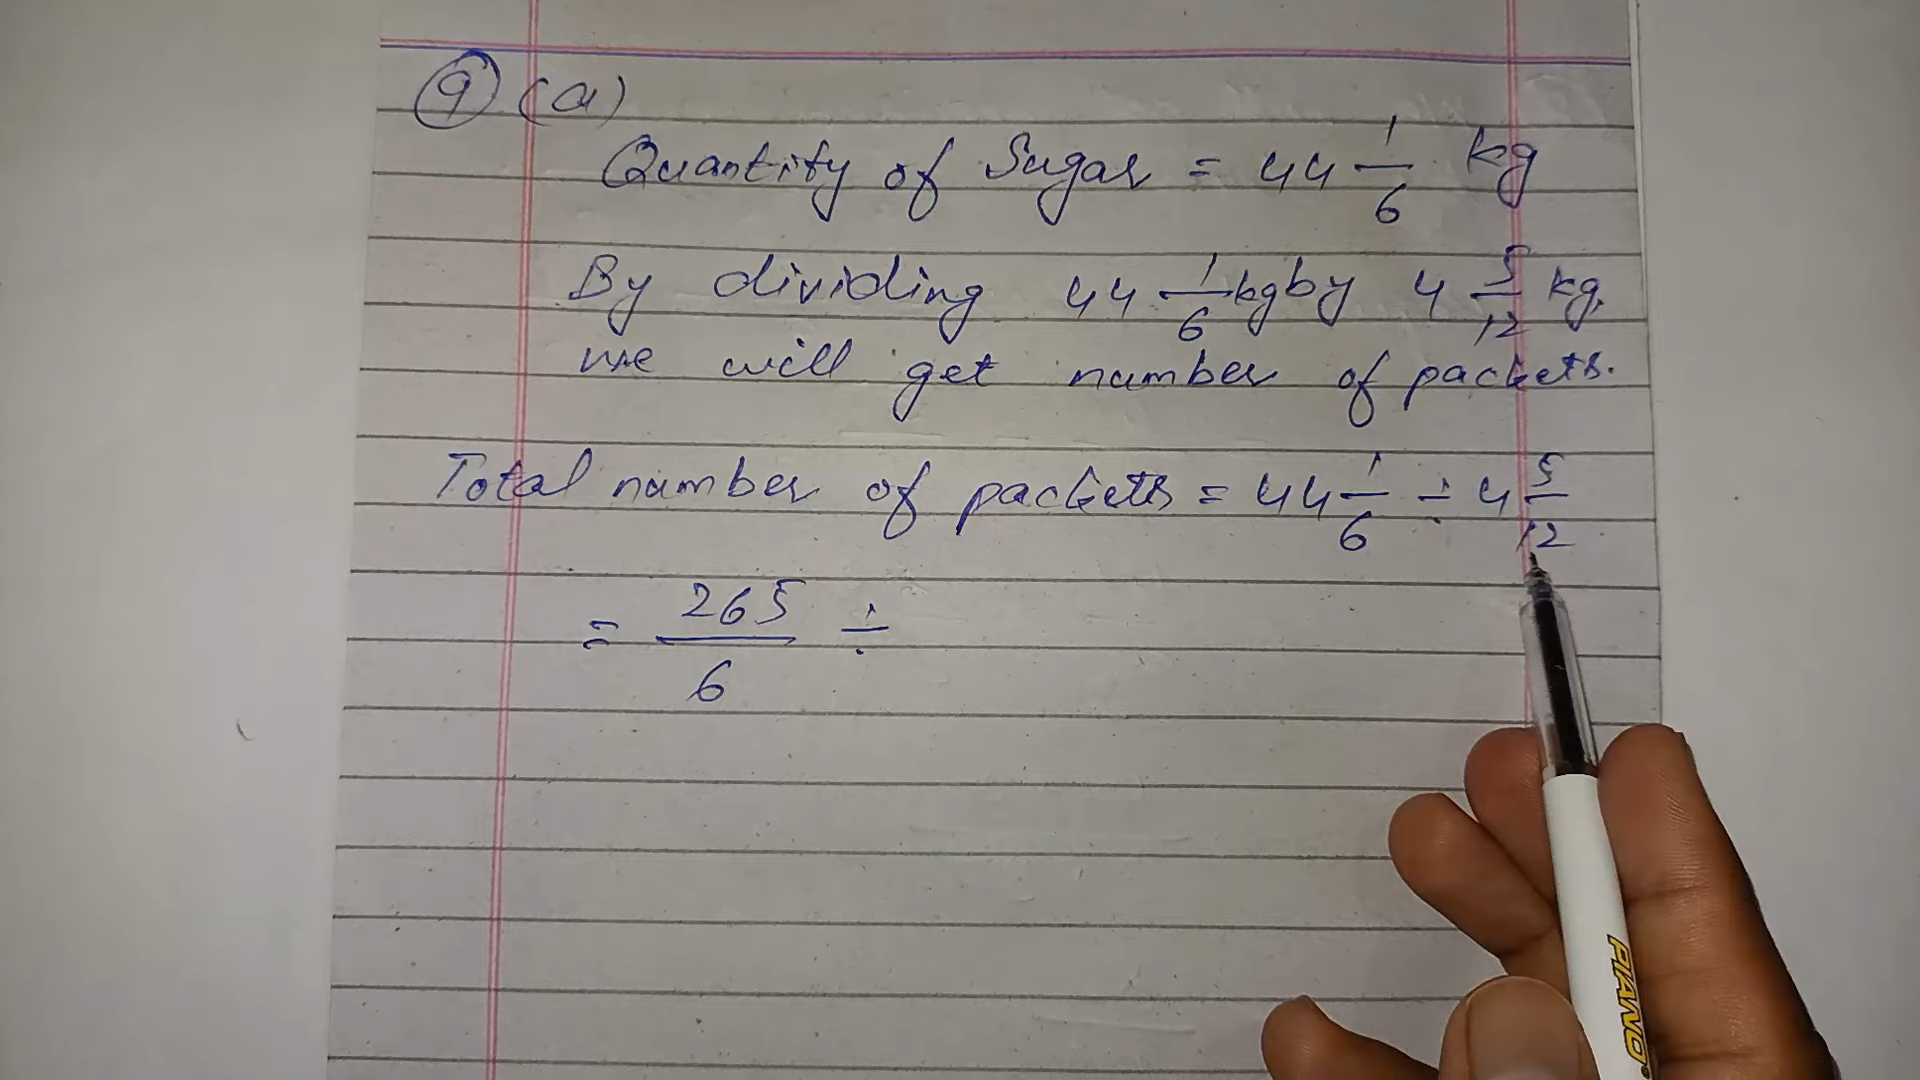 9 (a)
Quantity of Sugar = 44 1/6 kg
By dividing 44 1/6 kg by 4 5/12 kg,
we will get number of packets.
Total number of packets = 44 1/6 ÷ 4 5/12
= 265/6 ÷
PIANO